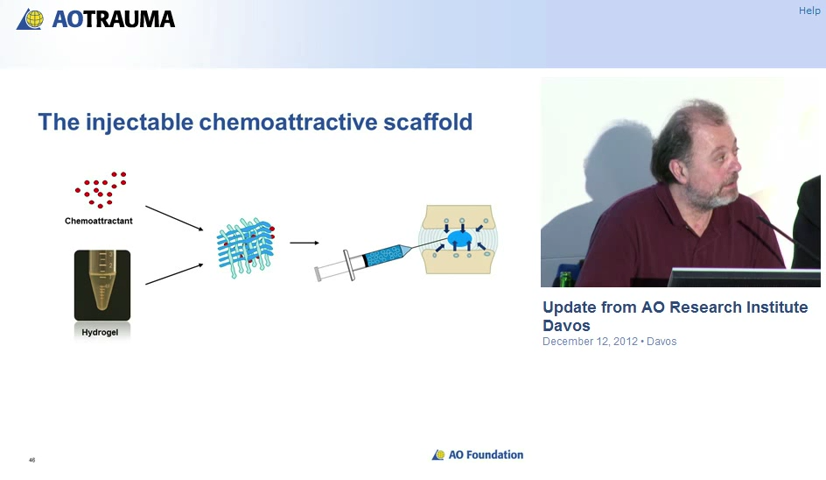 AOTRAUMA
Help
The injectable chemoattractive scaffold
Chemoattractant
Hydrogel
Update from AO Research Institute
Davos
December 12, 2012 • Davos
AO Foundation